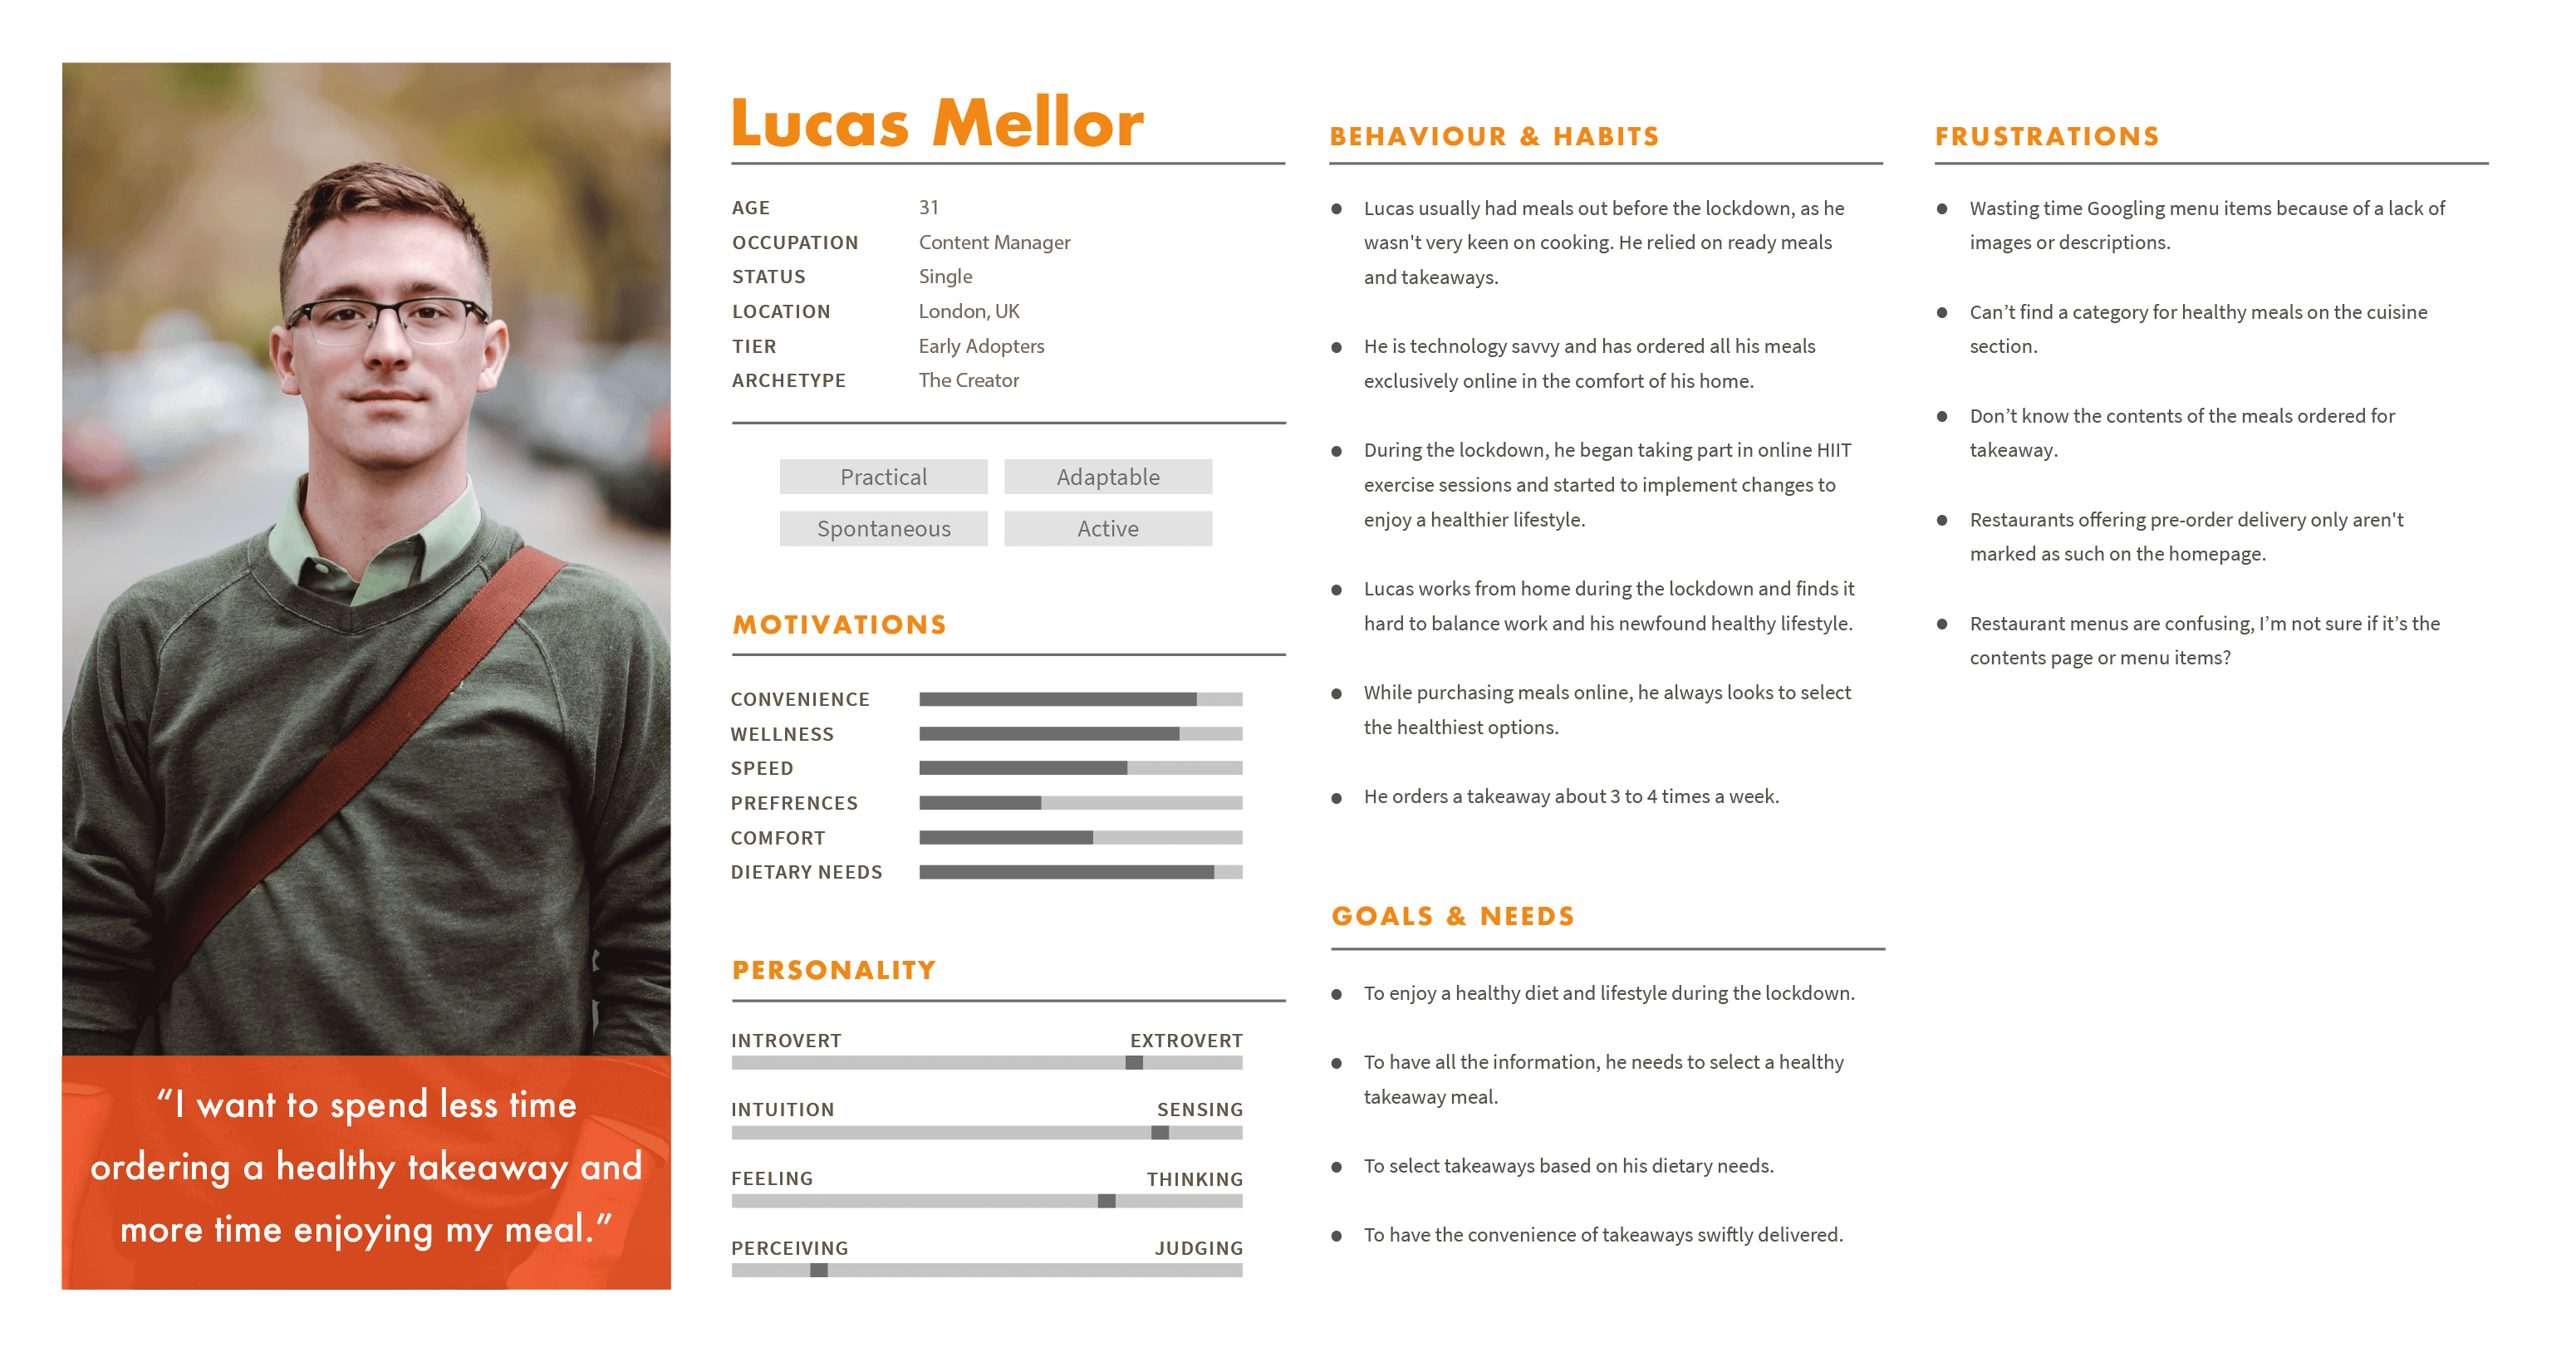 Lucas Mellor
AGE 31
OCCUPATION Content Manager
STATUS Single
LOCATION London, UK
TIER Early Adopters
ARCHETYPE The Creator
Practical Adaptable
Spontaneous Active
MOTIVATIONS
CONVENIENCE
WELLNESS
SPEED
PREFRENCES
COMFORT
DIETARY NEEDS
PERSONALITY
INTROVERT EXTROVERT
INTUITION SENSING
FEELING THINKING
PERCEIVING JUDGING
“I want to spend less time
ordering a healthy takeaway and
more time enjoying my meal.”
BEHAVIOUR & HABITS
● Lucas usually had meals out before the lockdown, as he
wasn't very keen on cooking. He relied on ready meals
and takeaways.
● He is technology savvy and has ordered all his meals
exclusively online in the comfort of his home.
● During the lockdown, he began taking part in online HIIT
exercise sessions and started to implement changes to
enjoy a healthier lifestyle.
● Lucas works from home during the lockdown and finds it
hard to balance work and his newfound healthy lifestyle.
● While purchasing meals online, he always looks to select
the healthiest options.
● He orders a takeaway about 3 to 4 times a week.
GOALS & NEEDS
● To enjoy a healthy diet and lifestyle during the lockdown.
● To have all the information, he needs to select a healthy
takeaway meal.
● To select takeaways based on his dietary needs.
● To have the convenience of takeaways swiftly delivered.
FRUSTRATIONS
● Wasting time Googling menu items because of a lack of
images or descriptions.
● Can’t find a category for healthy meals on the cuisine
section.
● Don’t know the contents of the meals ordered for
takeaway.
● Restaurants offering pre-order delivery only aren't
marked as such on the homepage.
● Restaurant menus are confusing, I’m not sure if it’s the
contents page or menu items?